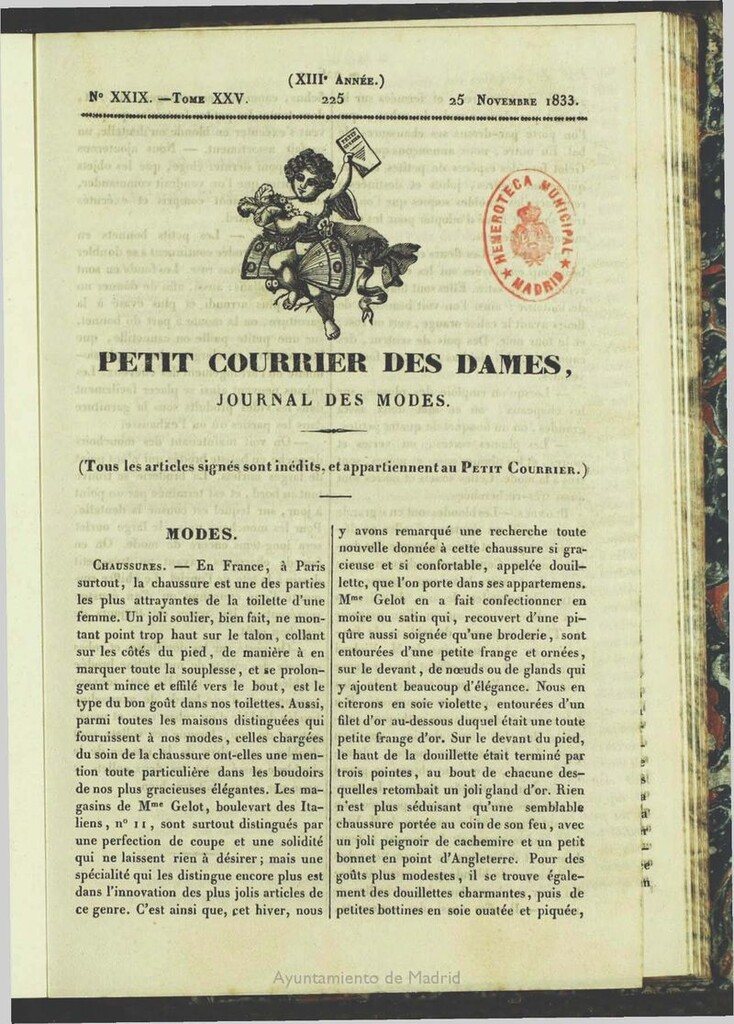 (XIIIe Année.)
No XXIX. —Tome XXV. 225 25 Novembre 1833.
HEMEROTECA MUNICIPAL
★ MADRID ★
PETIT COURRIER DES DAMES,
JOURNAL DES MODES.
(Tous les articles signés sont inédits, et appartiennent au Petit Courrier.)
MODES.
Chaussures. — En France, à Paris
surtout, la chaussure est une des parties
les plus attrayantes de la toilette d'une
femme. Un joli soulier, bien fait, ne mon-
tant point trop haut sur le talon, collant
sur les côtés du pied, de manière à en
marquer toute la souplesse, et se prolon-
geant mince et effilé vers le bout, est le
type du bon goût dans nos toilettes. Aussi,
parmi toutes les maisons distinguées qui
fournissent à nos modes, celles chargées
du soin de la chaussure ont-elles une men-
tion toute particulière dans les boudoirs
de nos plus gracieuses élégantes. Les ma-
gasins de Mme Gelot, boulevart des Ita-
liens, no 11, sont surtout distingués par
une perfection de coupe et une solidité
qui ne laissent rien à désirer; mais une
spécialité qui les distingue encore plus est
dans l'innovation des plus jolis articles de
ce genre. C'est ainsi que, cet hiver, nous
y avons remarqué une recherche toute
nouvelle donnée à cette chaussure si gra-
cieuse et si confortable, appelée douil-
lette, que l'on porte dans ses appartemens.
Mme Gelot en a fait confectionner en
moire ou satin qui, recouvert d'une pi-
qûre aussi soignée qu'une broderie, sont
entourées d'une petite frange et ornées,
sur le devant, de nœuds ou de glands qui
y ajoutent beaucoup d'élégance. Nous en
citerons en soie violette, entourées d'un
filet d'or au-dessous duquel était une toute
petite frange d'or. Sur le devant du pied,
le haut de la douillette était terminé par
trois pointes, au bout de chacune des-
quelles retombait un joli gland d'or. Rien
n'est plus séduisant qu'une semblable
chaussure portée au coin de son feu, avec
un joli peignoir de cachemire et un petit
bonnet en point d'Angleterre. Pour des
goûts plus modestes, il se trouve égale-
ment des douillettes charmantes, puis de
petites bottines en soie ouatée et piquée,
Ayuntamiento de Madrid